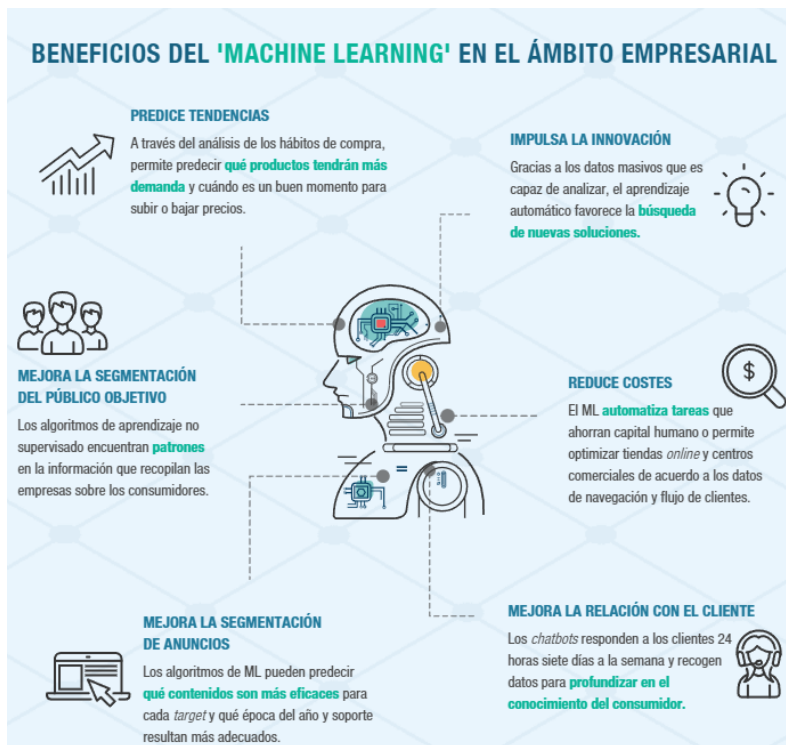 BENEFICIOS DEL 'MACHINE LEARNING' EN EL ÁMBITO EMPRESARIAL
PREDICE TENDENCIAS
A través del análisis de los hábitos de compra,
permite predecir qué productos tendrán más
demanda y cuándo es un buen momento para
subir o bajar precios.
IMPULSA LA INNOVACIÓN
Gracias a los datos masivos que es
capaz de analizar, el aprendizaje
automático favorece la búsqueda
de nuevas soluciones.
MEJORA LA SEGMENTACIÓN
DEL PÚBLICO OBJETIVO
Los algoritmos de aprendizaje no
supervisado encuentran patrones
en la información que recopilan las
empresas sobre los consumidores.
REDUCE COSTES
$
El ML automatiza tareas que
ahorran capital humano o permite
optimizar tiendas online y centros
comerciales de acuerdo a los datos
de navegación y flujo de clientes.
MEJORA LA SEGMENTACIÓN
DE ANUNCIOS
Los algoritmos de ML pueden predecir
qué contenidos son más eficaces para
cada target y qué época del año y soporte
resultan más adecuados.
MEJORA LA RELACIÓN CON EL CLIENTE
Los chatbots responden a los clientes 24
horas siete días a la semana y recogen
datos para profundizar en el
conocimiento del consumidor.